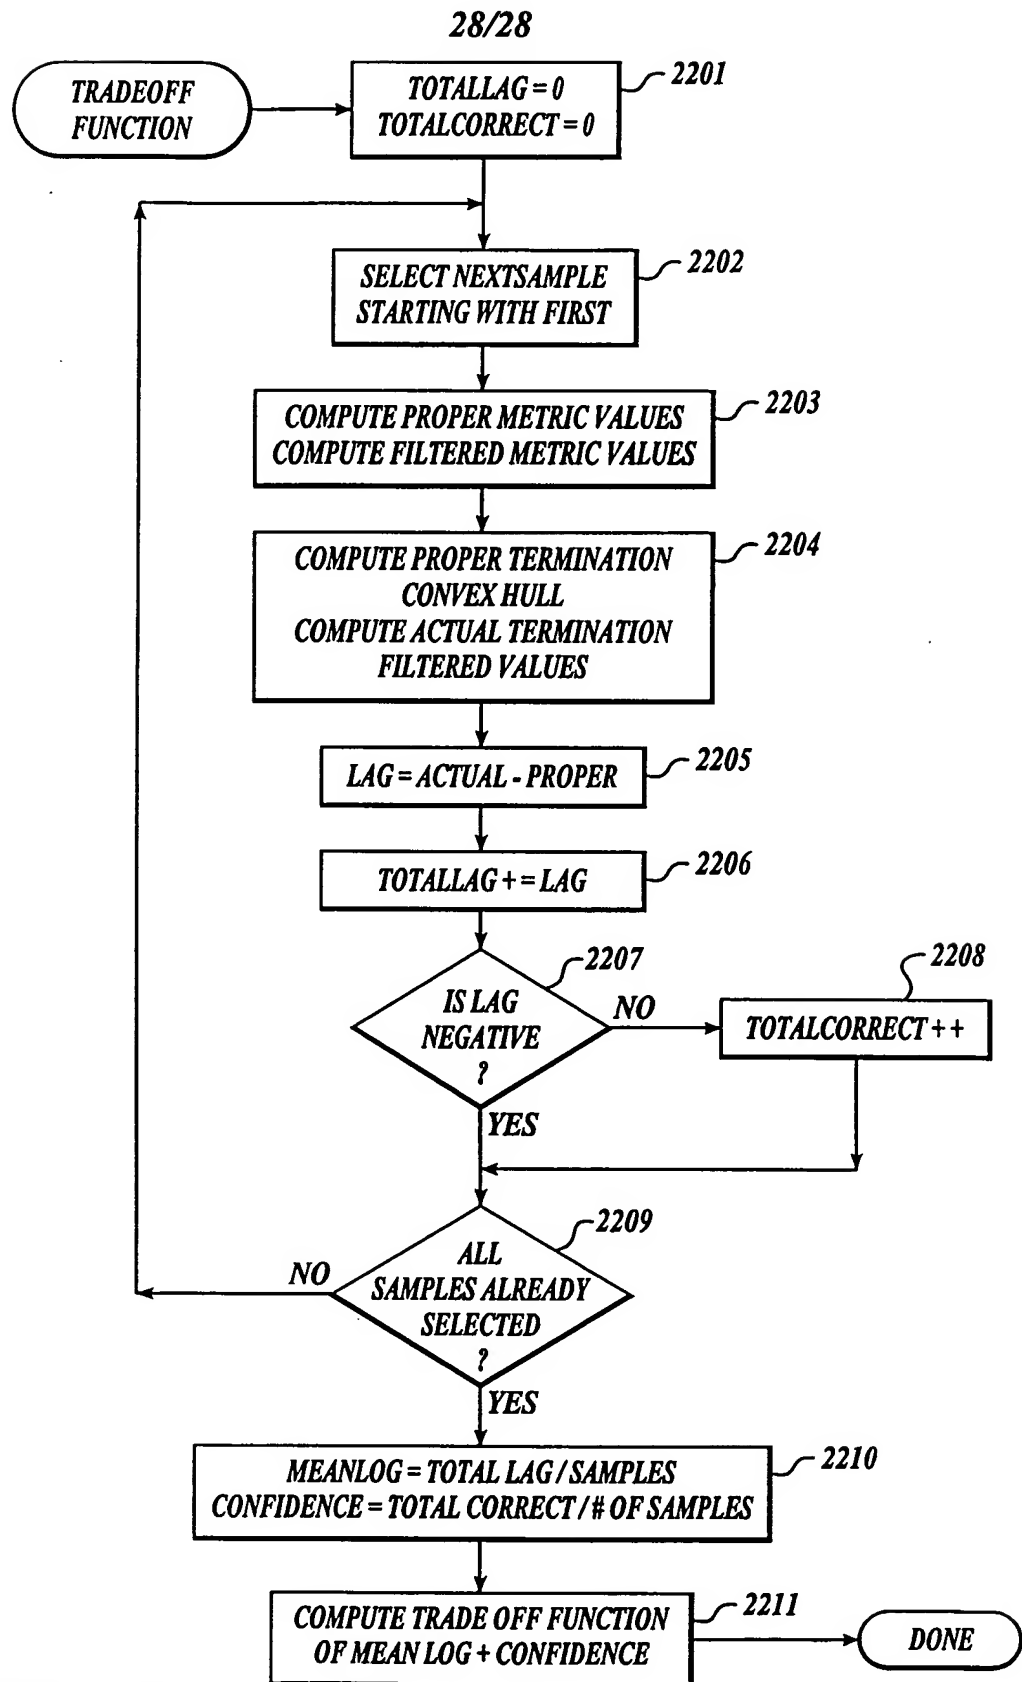 28/28
TRADEOFF
FUNCTION
TOTALLAG = 0
TOTALCORRECT = 0
2201
SELECT NEXTSAMPLE
STARTING WITH FIRST
2202
COMPUTE PROPER METRIC VALUES
COMPUTE FILTERED METRIC VALUES
2203
COMPUTE PROPER TERMINATION
CONVEX HULL
COMPUTE ACTUAL TERMINATION
FILTERED VALUES
2204
LAG = ACTUAL - PROPER
2205
TOTALLAG + = LAG
2206
IS LAG
NEGATIVE
?
2207
NO
YES
TOTALCORRECT + +
2208
ALL
SAMPLES ALREADY
SELECTED
?
2209
NO
YES
MEANLOG = TOTAL LAG / SAMPLES
CONFIDENCE = TOTAL CORRECT / # OF SAMPLES
2210
COMPUTE TRADE OFF FUNCTION
OF MEAN LOG + CONFIDENCE
2211
DONE